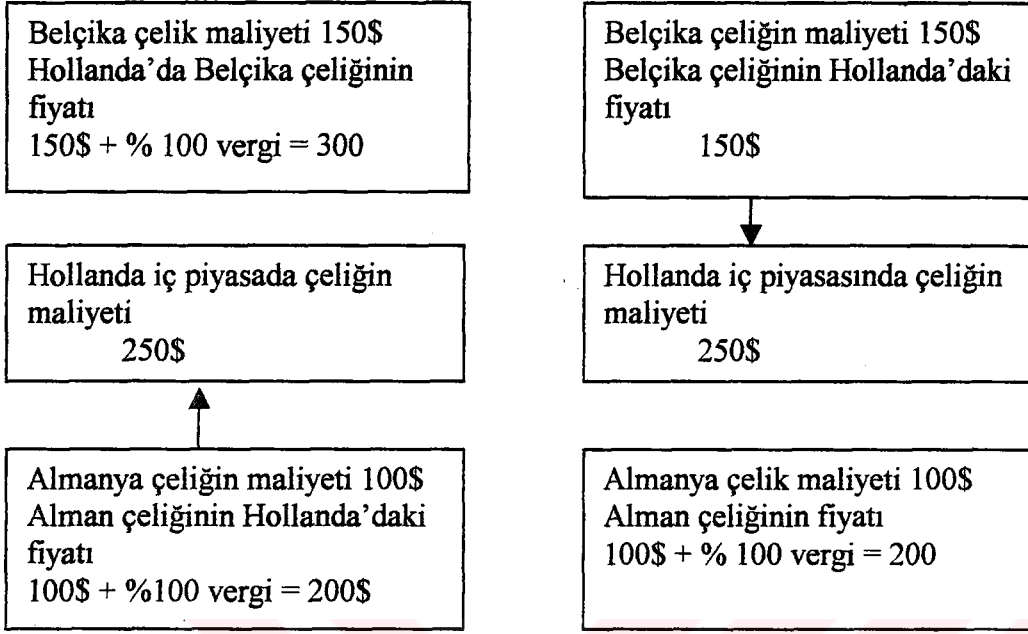 Belçika çelik maliyeti 150$
Hollanda'da Belçika çeliğinin
fiyatı
150$ + % 100 vergi = 300
Hollanda iç piyasada çeliğin
maliyeti
250$
Almanya çeliğin maliyeti 100$
Alman çeliğinin Hollanda'daki
fiyatı
100$ + %100 vergi = 200$
Belçika çeliğin maliyeti 150$
Belçika çeliğinin Hollanda'daki
fiyatı
150$
Hollanda iç piyasasında çeliğin
maliyeti
250$
Almanya çelik maliyeti 100$
Alman çeliğinin fiyatı
100$ + % 100 vergi = 200